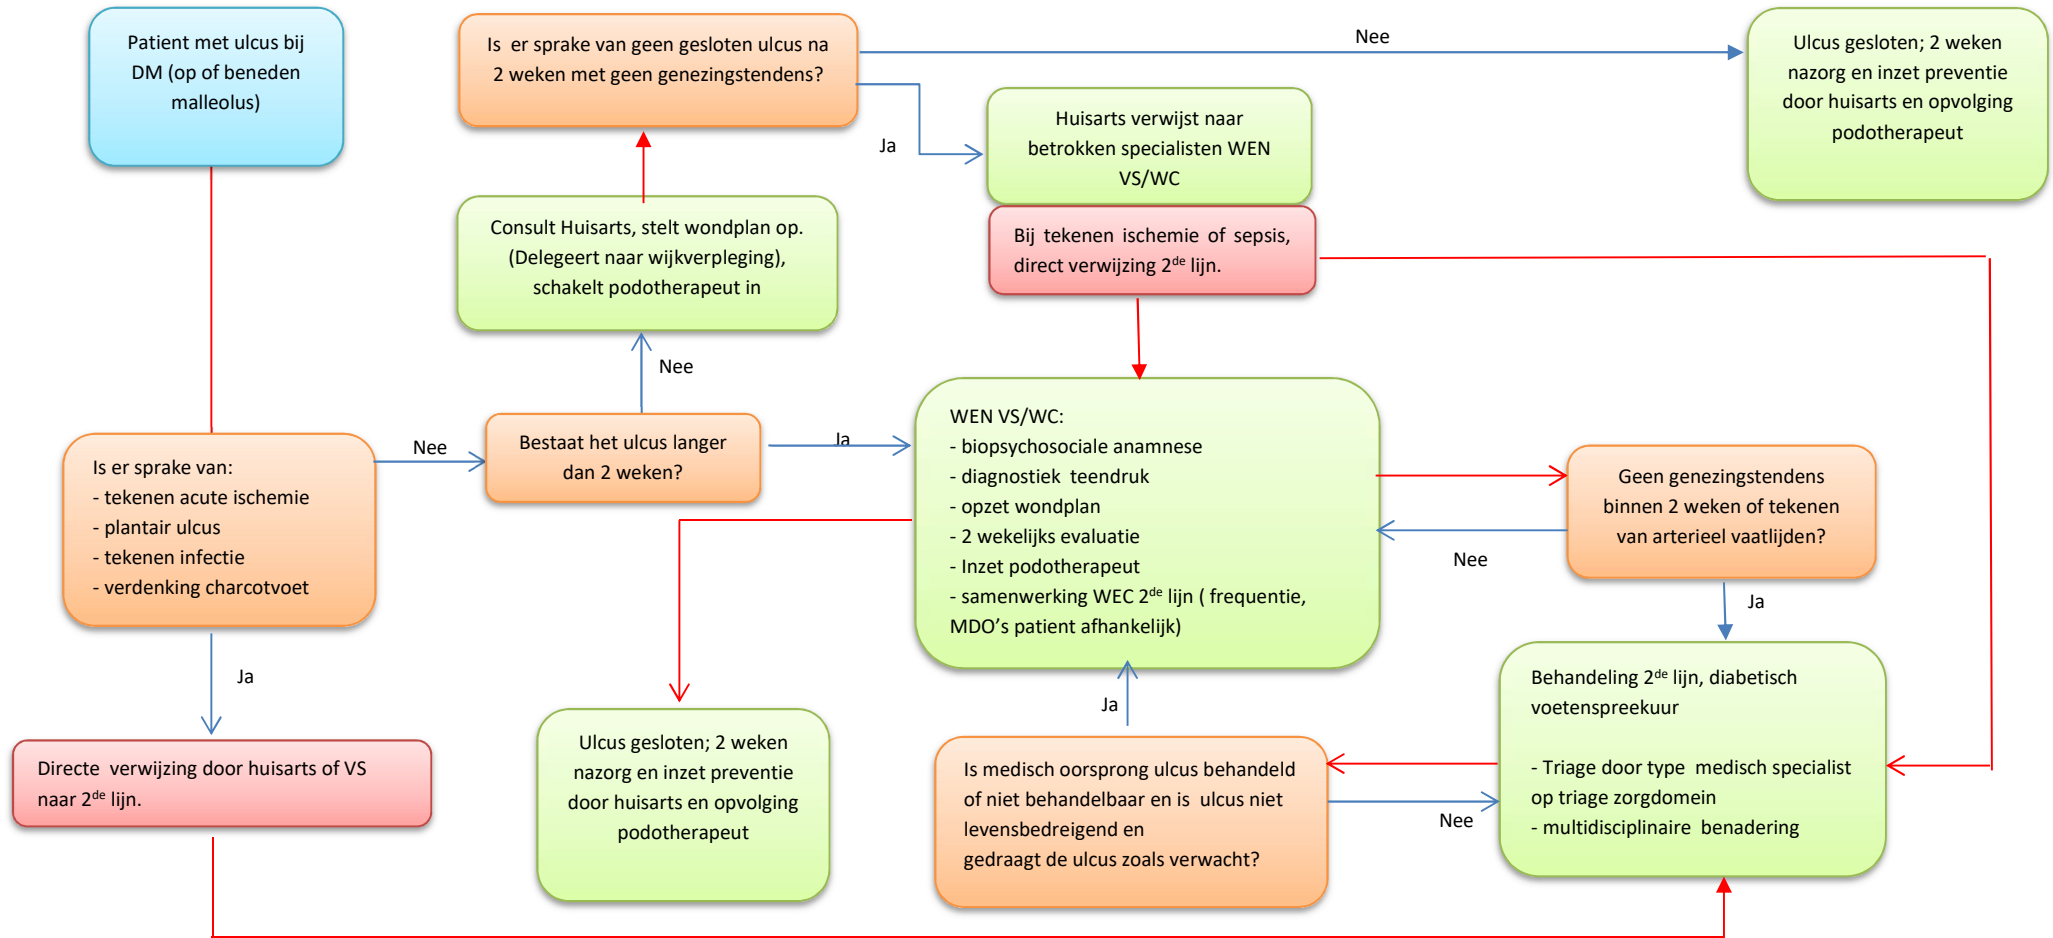 Patient met ulcus bij
DM (op of beneden
malleolus)
Is er sprake van geen gesloten ulcus na
2 weken met geen genezingstendens?
Nee
Ulcus gesloten; 2 weken
nazorg en inzet preventie
door huisarts en opvolging
podotherapeut
Ja
Huisarts verwijst naar
betrokken specialisten WEN
VS/WC
Bij tekenen ischemie of sepsis,
direct verwijzing 2de lijn.
Consult Huisarts, stelt wondplan op.
(Delegeert naar wijkverpleging),
schakelt podotherapeut in
Nee
Is er sprake van:
- tekenen acute ischemie
- plantair ulcus
- tekenen infectie
- verdenking charcotvoet
Nee
Bestaat het ulcus langer
dan 2 weken?
Ja
WEN VS/WC:
- biopsychosociale anamnese
- diagnostiek teendruk
- opzet wondplan
- 2 wekelijks evaluatie
- Inzet podotherapeut
- samenwerking WEC 2de lijn ( frequentie,
MDO’s patient afhankelijk)
Geen genezingstendens
binnen 2 weken of tekenen
van arterieel vaatlijden?
Nee
Ja
Ja
Directe verwijzing door huisarts of VS
naar 2de lijn.
Ulcus gesloten; 2 weken
nazorg en inzet preventie
door huisarts en opvolging
podotherapeut
Ja
Is medisch oorsprong ulcus behandeld
of niet behandelbaar en is ulcus niet
levensbedreigend en
gedraagt de ulcus zoals verwacht?
Nee
Behandeling 2de lijn, diabetisch
voetenspreekuur
- Triage door type medisch specialist
op triage zorgdomein
- multidisciplinaire benadering